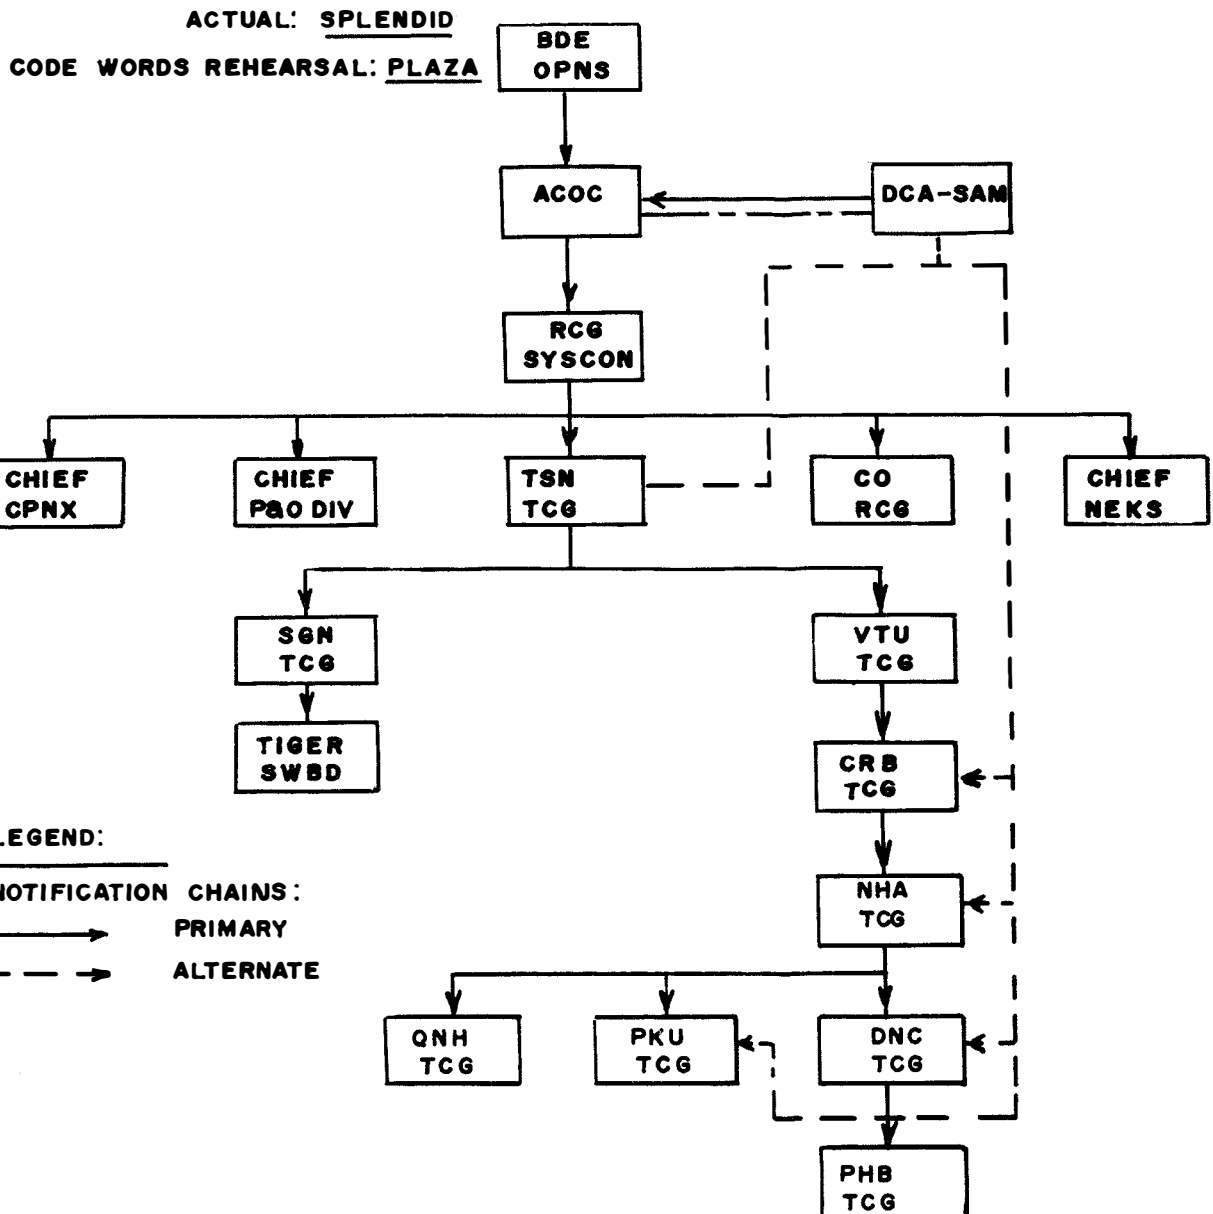 ACTUAL: SPLENDID
CODE WORDS REHEARSAL: PLAZA
BDE
OPNS
ACOC
DCA-SAM
RCG
SYSCON
CHIEF
CPNX
CHIEF
P&O DIV
TSN
TCG
CO
RCG
CHIEF
NEKS
SGN
TCG
VTU
TCG
TIGER
SWBD
CRB
TCG
NHA
TCG
LEGEND:
NOTIFICATION CHAINS:
PRIMARY
ALTERNATE
QNH
TCG
PKU
TCG
DNC
TCG
PHB
TCG